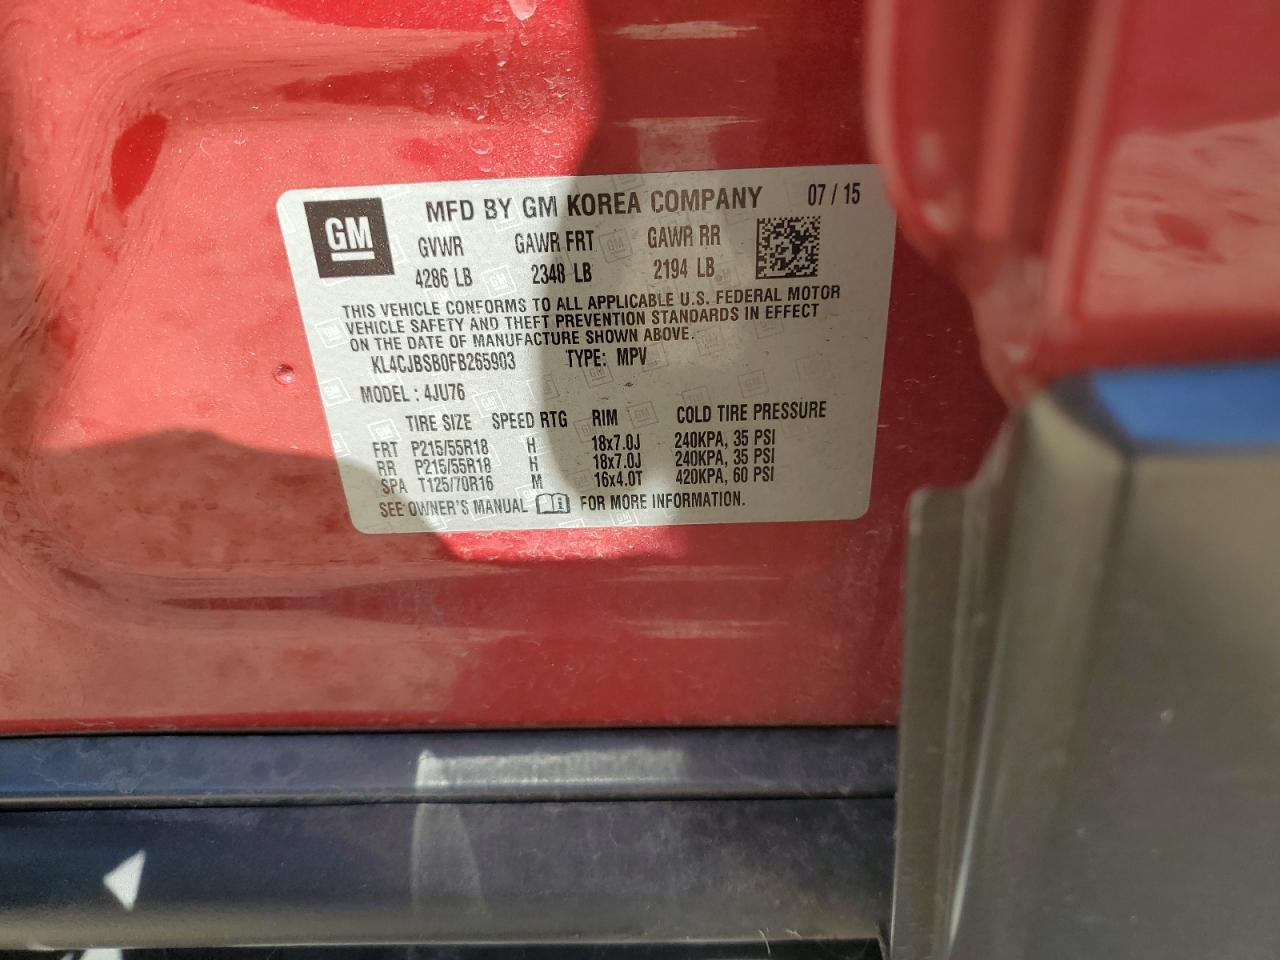 GM MFD BY GM KOREA COMPANY 07 / 15
GVWR GAWR FRT GAWR RR
4286 LB 2348 LB 2194 LB
THIS VEHICLE CONFORMS TO ALL APPLICABLE U.S. FEDERAL MOTOR
VEHICLE SAFETY AND THEFT PREVENTION STANDARDS IN EFFECT
ON THE DATE OF MANUFACTURE SHOWN ABOVE.
KL4CJBSB0FB265903 TYPE: MPV
MODEL : 4JU76
TIRE SIZE SPEED RTG RIM COLD TIRE PRESSURE
FRT P215/55R18 H 18x7.0J 240KPA, 35 PSI
RR P215/55R18 H 18x7.0J 240KPA, 35 PSI
SPA T125/70R16 M 16x4.0T 420KPA, 60 PSI
SEE OWNER'S MANUAL FOR MORE INFORMATION.